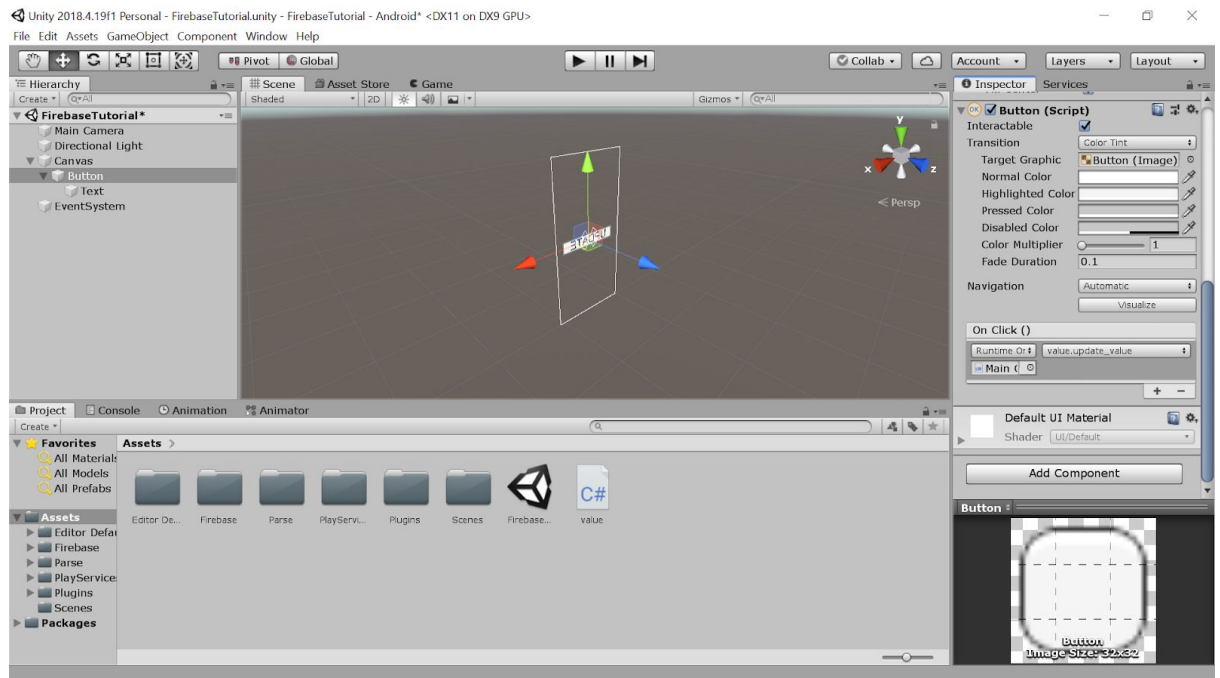 Unity 2018.4.19f1 Personal - FirebaseTutorial.unity - FirebaseTutorial - Android* <DX11 on DX9 GPU>
File Edit Assets GameObject Component Window Help
Pivot Global Collab Account Layers Layout
Hierarchy
Create All
FirebaseTutorial*
Main Camera
Directional Light
Canvas
Button
Text
EventSystem
Scene Asset Store Game
Shaded 2D Gizmos All
y
x z
Persp
UPDATE
Inspector Services
Button (Script)
Interactable
Transition Color Tint
Target Graphic Button (Image)
Normal Color
Highlighted Color
Pressed Color
Disabled Color
Color Multiplier 1
Fade Duration 0.1
Navigation Automatic
Visualize
On Click ()
Runtime Or value.update_value
Main (
+ −
Default UI Material
Shader UI/Default
Add Component
Button
Button
Image Size: 32x32
Project Console Animation Animator
Create
Favorites
All Materials
All Models
All Prefabs
Assets
Editor Defau
Firebase
Parse
PlayService
Plugins
Scenes
Packages
Assets >
C#
Editor De... Firebase Parse PlayServi... Plugins Scenes Firebase... value